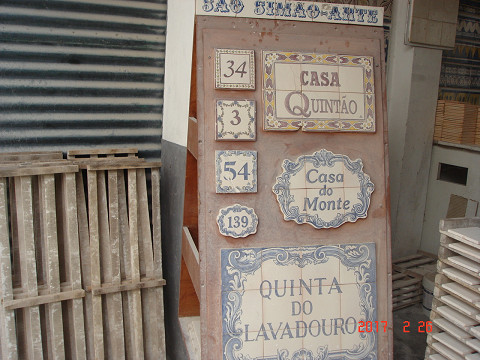 SÃO SIMÃO-ARTE
34
CASA
QUINTÃO
3
54
Casa
do
Monte
139
QUINTA
DO
LAVADOURO
2017 2 20